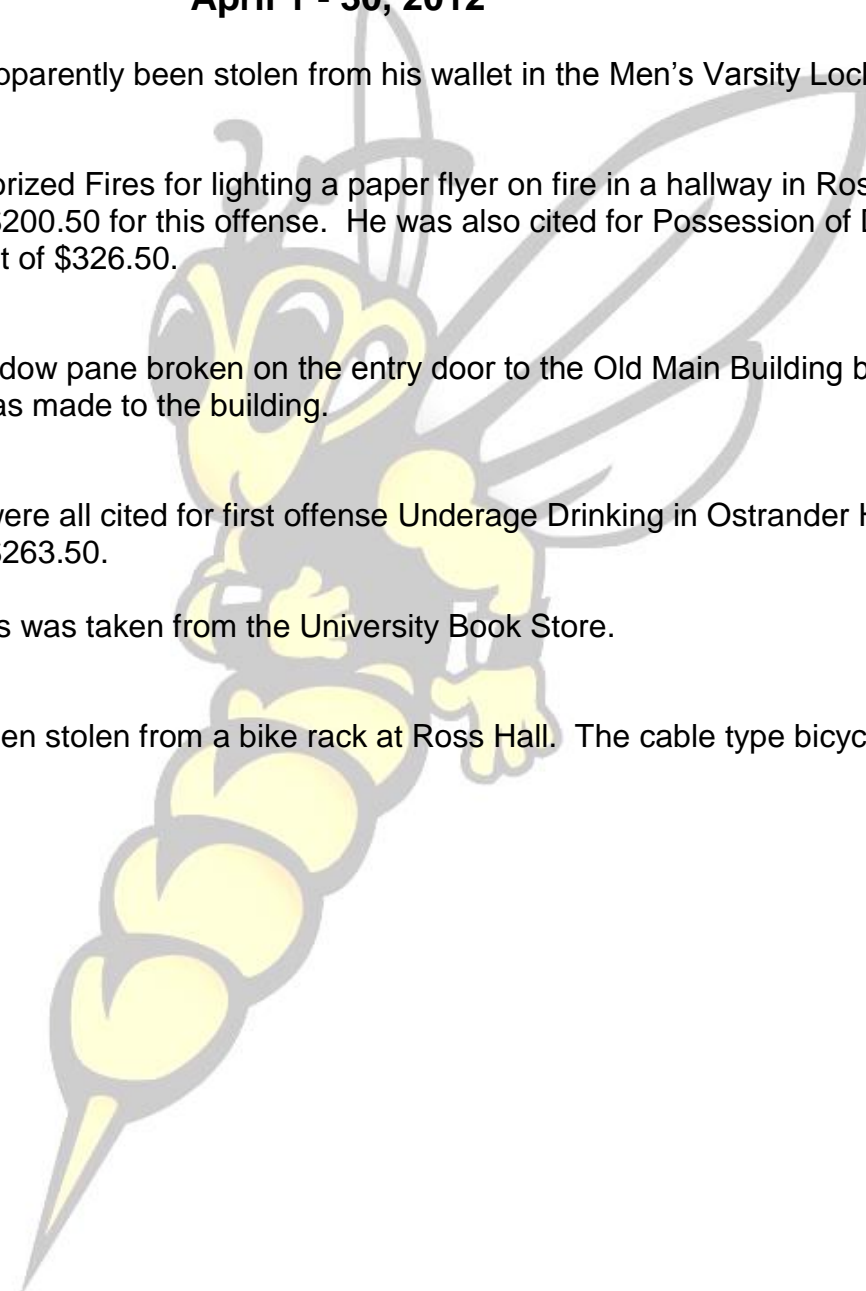 April 1 - 30, 2012
pparently been stolen from his wallet in the Men’s Varsity Loc
orized Fires for lighting a paper flyer on fire in a hallway in Ros
$200.50 for this offense.  He was also cited for Possession of D
t of $326.50.
dow pane broken on the entry door to the Old Main Building b
as made to the building.
were all cited for first offense Underage Drinking in Ostrander H
$263.50.
s was taken from the University Book Store.
en stolen from a bike rack at Ross Hall.  The cable type bicyc